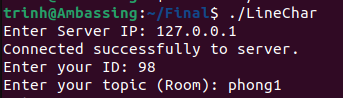 trinh@Ambassing:~/Final$ ./LineChar
Enter Server IP: 127.0.0.1
Connected successfully to server.
Enter your ID: 98
Enter your topic (Room): phong1